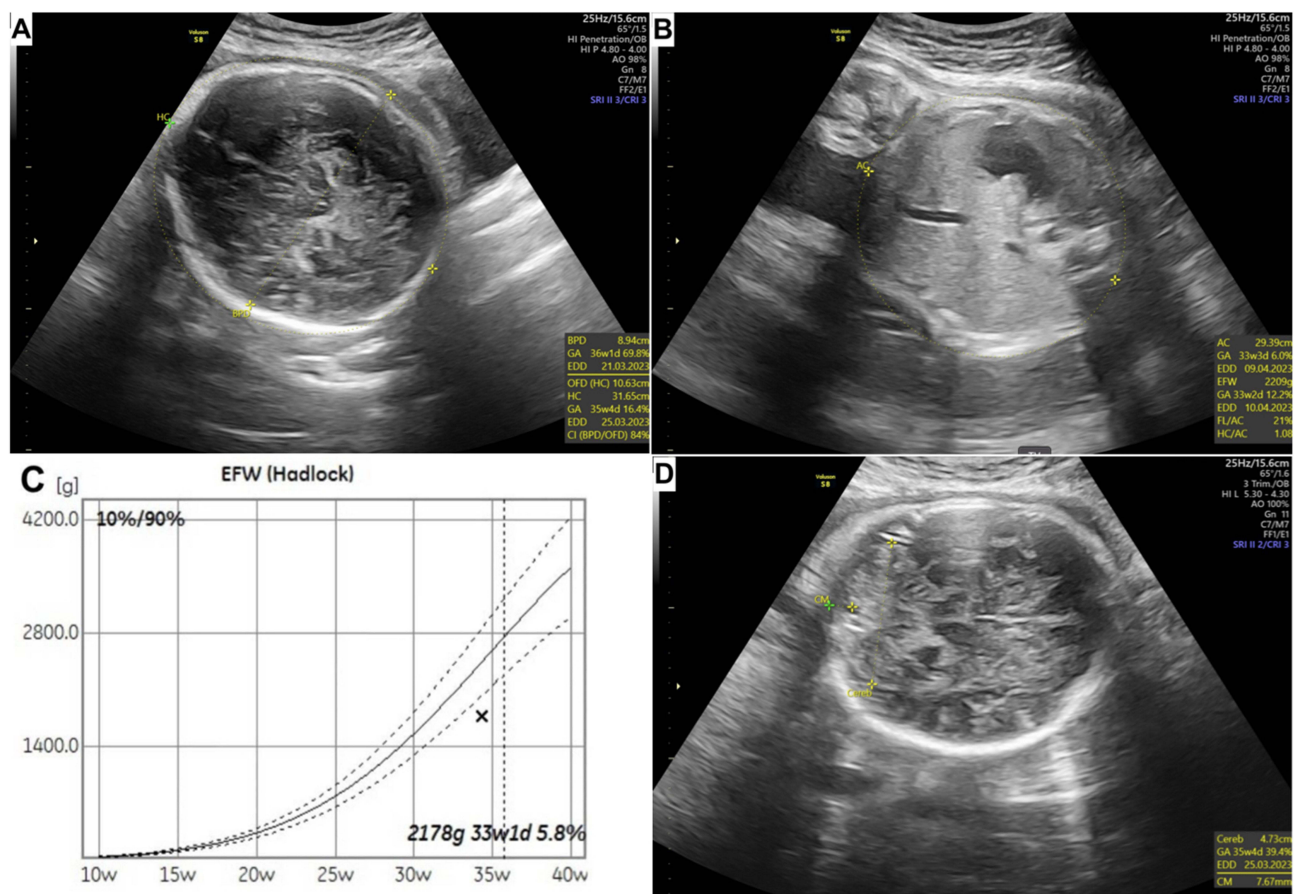 A
Voluson
S8
25Hz/15.6cm
65°/1.5
HI Penetration/OB
HI P 4.80 - 4.00
AO 98%
Gn 8
C7/M7
FF2/E1
SRI II 3/CRI 3
HC
BPD
BPD 8.94cm
GA 36w1d 69.8%
EDD 21.03.2023
OFD (HC) 10.63cm
HC 31.65cm
GA 35w4d 16.4%
EDD 25.03.2023
CI (BPD/OFD) 84%
B
Voluson
S8
25Hz/15.6cm
65°/1.5
HI Penetration/OB
HI P 4.80 - 4.00
AO 98%
Gn 8
C7/M7
FF2/E1
SRI II 3/CRI 3
AC
AC 29.39cm
GA 33w3d 6.0%
EDD 09.04.2023
EFW 2209g
GA 33w2d 12.2%
EDD 10.04.2023
FL/AC 21%
HC/AC 1.08
C
EFW (Hadlock)
[g]
10%/90%
4200.0
2800.0
1400.0
2178g 33w1d 5.8%
10w 15w 20w 25w 30w 35w 40w
D
Voluson
S8
25Hz/15.6cm
65°/1.6
3 Trim./OB
HI L 5.30 - 4.30
AO 100%
Gn 11
C7/M7
FF1/E1
SRI II 2/CRI 3
CM
Cereb
Cereb 4.73cm
GA 35w4d 39.4%
EDD 25.03.2023
CM 7.67mm